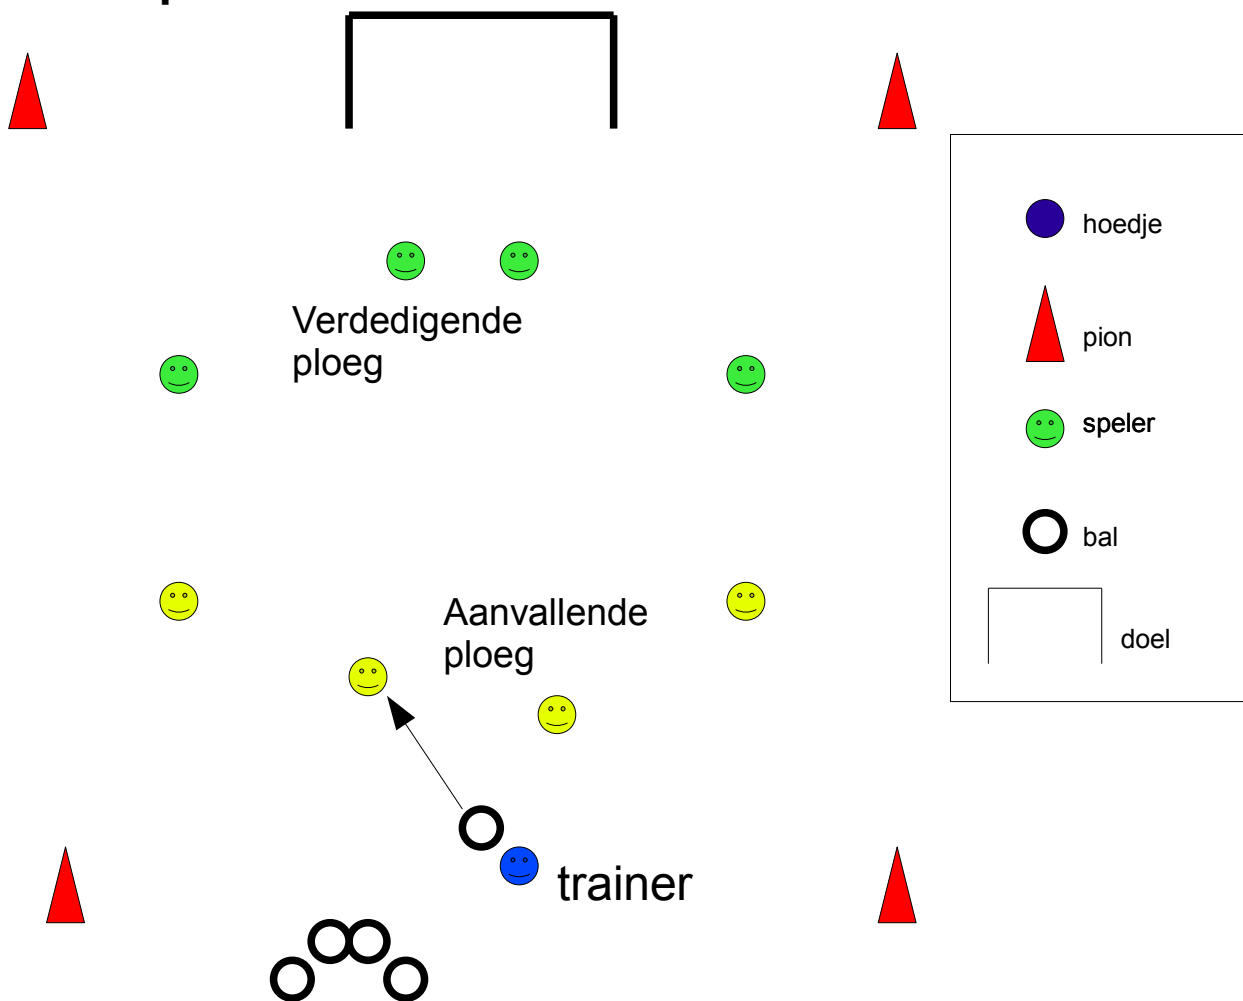 hoedje
Verdedigende
ploeg
pion
speler
bal
Aanvallende
ploeg
doel
trainer